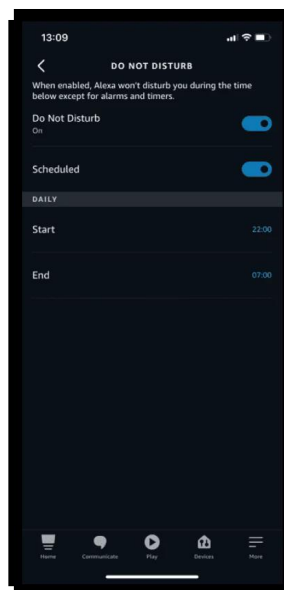 13:09
DO NOT DISTURB
When enabled, Alexa won't disturb you during the time
below except for alarms and timers.
Do Not Disturb
On
Scheduled
DAILY
Start 22:00
End 07:00
Home Communicate Play Devices More